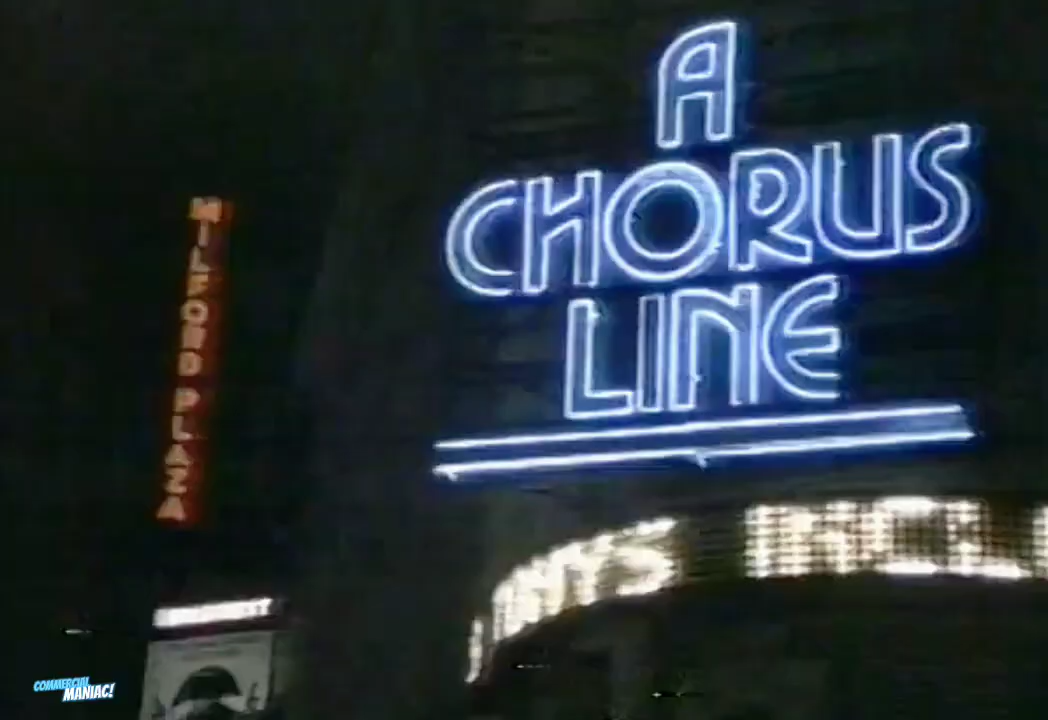 A
CHORUS
LINE
MILFORD PLAZA
COMMERCIAL
MANIAC!